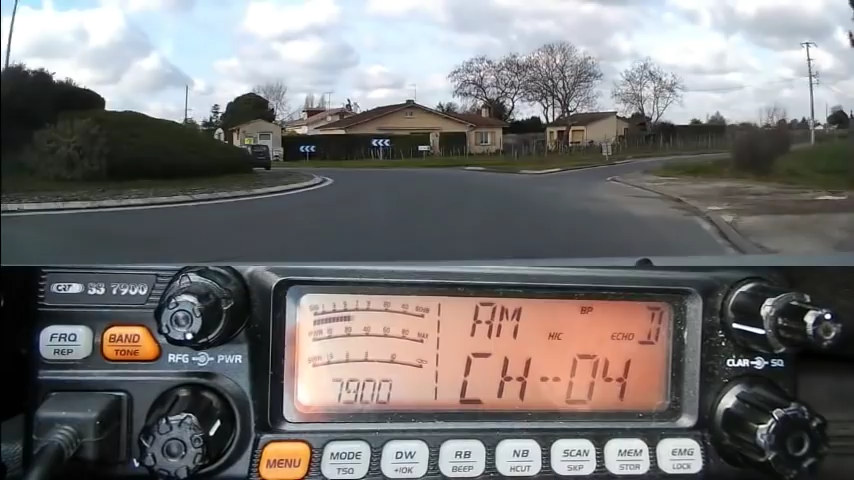 CRT SS 7900
FRQ
REP
BAND
TONE
RFG PWR
AM
BP
HIC
ECHO
D
7900
CH--04
CLAR SQ
MENU
MODE
TSQ
DW
+10K
RB
BEEP
NB
HCUT
SCAN
SKP
MEM
STOR
EMG
LOCK